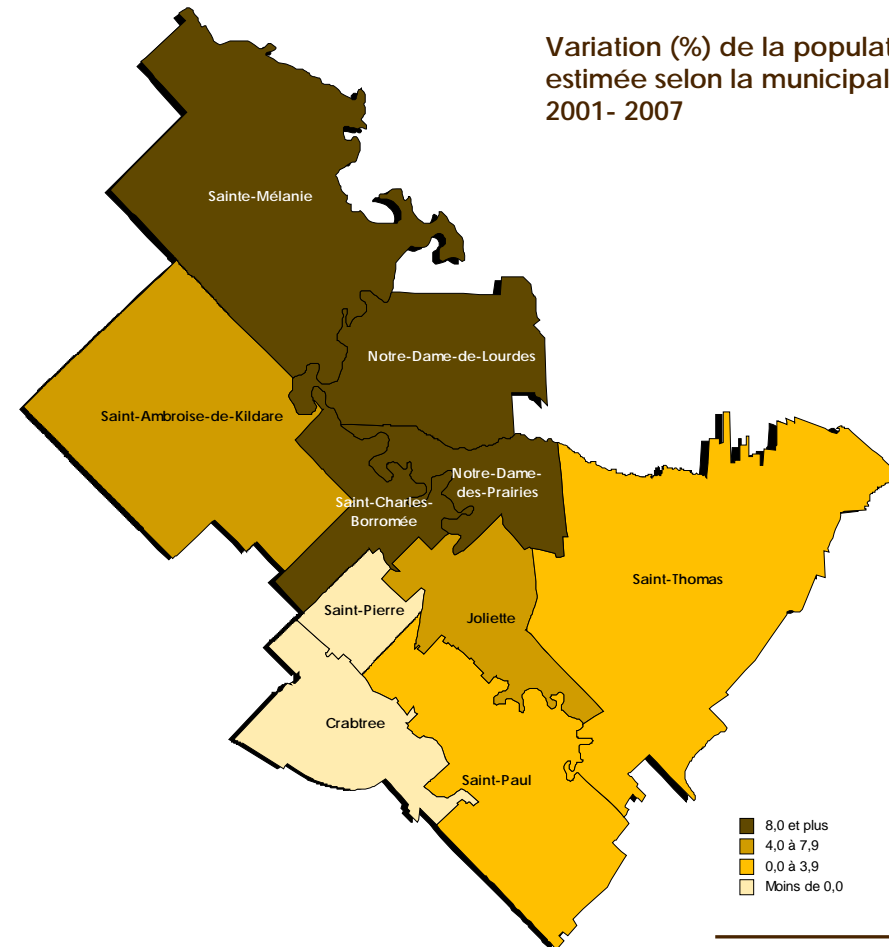 Variation (%) de la populat
estimée selon la municipal
2001- 2007
Sainte-Mélanie
Notre-Dame-de-Lourdes
Saint-Ambroise-de-Kildare
Notre-Dame-
des-Prairies
Saint-Charles-
Borromée
Saint-Thomas
Saint-Pierre
Joliette
Crabtree
Saint-Paul
8,0 et plus
4,0 à 7,9
0,0 à 3,9
Moins de 0,0